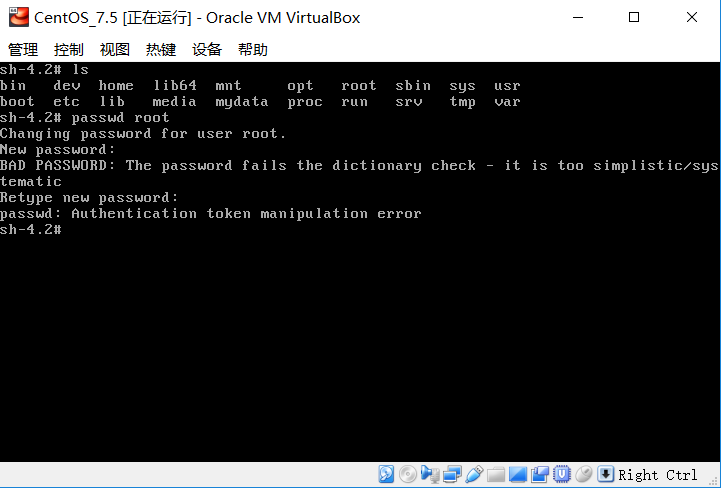 CentOS_7.5 [正在运行] - Oracle VM VirtualBox
管理 控制 视图 热键 设备 帮助
sh-4.2# ls
bin dev home lib64 mnt opt root sbin sys usr
boot etc lib media mydata proc run srv tmp var
sh-4.2# passwd root
Changing password for user root.
New password:
BAD PASSWORD: The password fails the dictionary check - it is too simplistic/sys
tematic
Retype new password:
passwd: Authentication token manipulation error
sh-4.2#
Right Ctrl